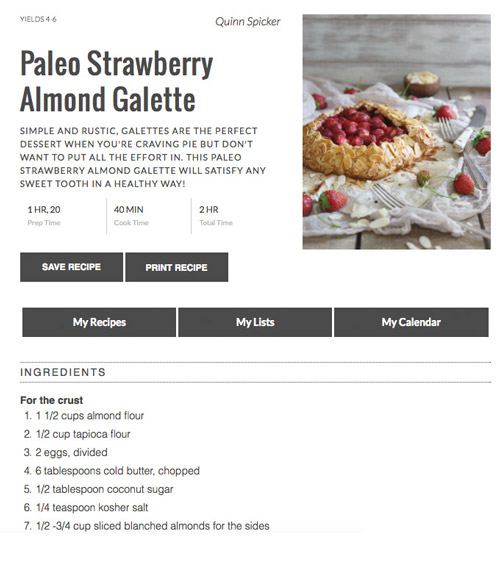 YIELDS 4-6
Quinn Spicker
Paleo Strawberry
Almond Galette
SIMPLE AND RUSTIC, GALETTES ARE THE PERFECT
DESSERT WHEN YOU'RE CRAVING PIE BUT DON'T
WANT TO PUT ALL THE EFFORT IN. THIS PALEO
STRAWBERRY ALMOND GALETTE WILL SATISFY ANY
SWEET TOOTH IN A HEALTHY WAY!
1 HR, 20 40 MIN 2 HR
Prep Time Cook Time Total Time
SAVE RECIPE PRINT RECIPE
My Recipes My Lists My Calendar
INGREDIENTS
For the crust
1. 1 1/2 cups almond flour
2. 1/2 cup tapioca flour
3. 2 eggs, divided
4. 6 tablespoons cold butter, chopped
5. 1/2 tablespoon coconut sugar
6. 1/4 teaspoon kosher salt
7. 1/2 -3/4 cup sliced blanched almonds for the sides